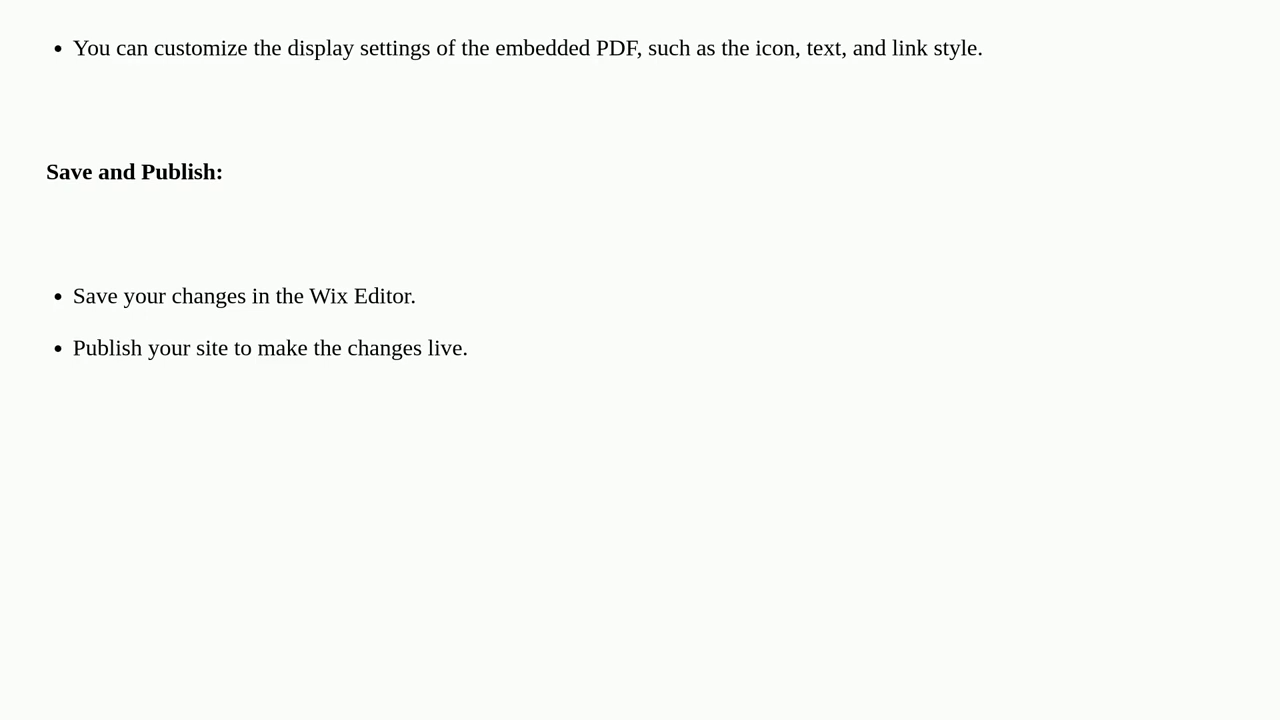 • You can customize the display settings of the embedded PDF, such as the icon, text, and link style.
Save and Publish:
• Save your changes in the Wix Editor.
• Publish your site to make the changes live.